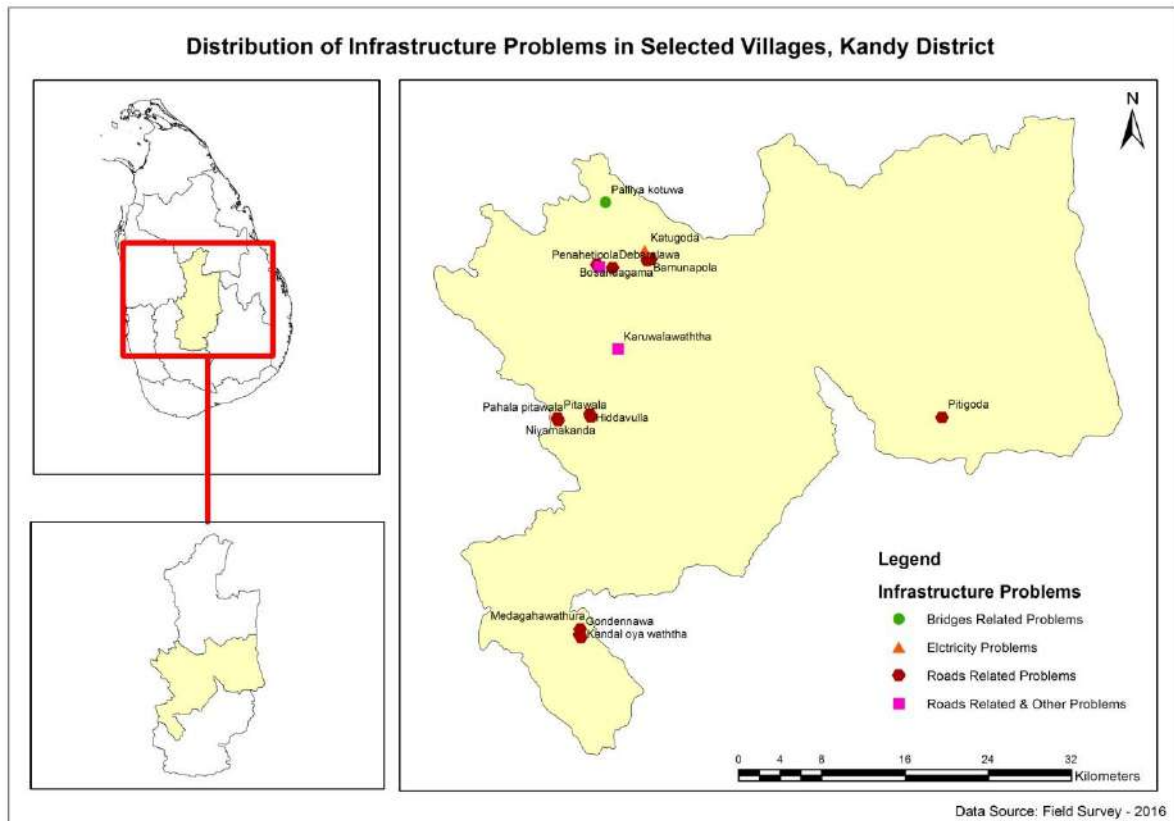 Distribution of Infrastructure Problems in Selected Villages, Kandy District
N
Palliya kotuwa
Katugoda
Penahetipola
Bosandagama
Bamunapola
Karuwalawaththa
Pahala pitawala
Pitawala
Hiddavulla
Niyamakanda
Pitigoda
Medagahawathura
Gondennawa
Kandal oya waththa
Legend
Infrastructure Problems
Bridges Related Problems
Elctricity Problems
Roads Related Problems
Roads Related & Other Problems
0 4 8 16 24 32
Kilometers
Data Source: Field Survey - 2016